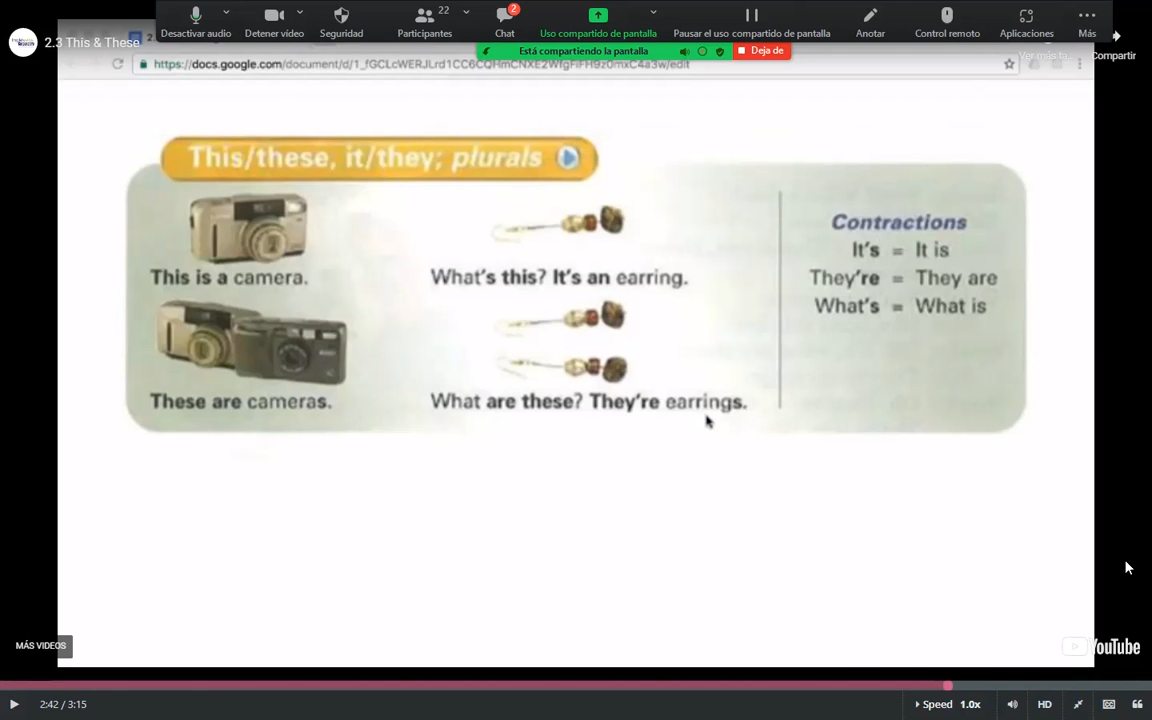 Desactivar audio
Detener video
Seguridad
22
Participantes
2
Chat
Uso compartido de pantalla
Pausar el uso compartido de pantalla
Anotar
Control remoto
Aplicaciones
Más
Está compartiendo la pantalla
Deja de
2.3 This & These
Compartir
This/these, it/they; plurals
This is a camera.
These are cameras.
What's this? It's an earring.
What are these? They're earrings.
Contractions
It's = It is
They're = They are
What's = What is
MÁS VIDEOS
YouTube
2:42 / 3:15
Speed 1.0x
HD
CC